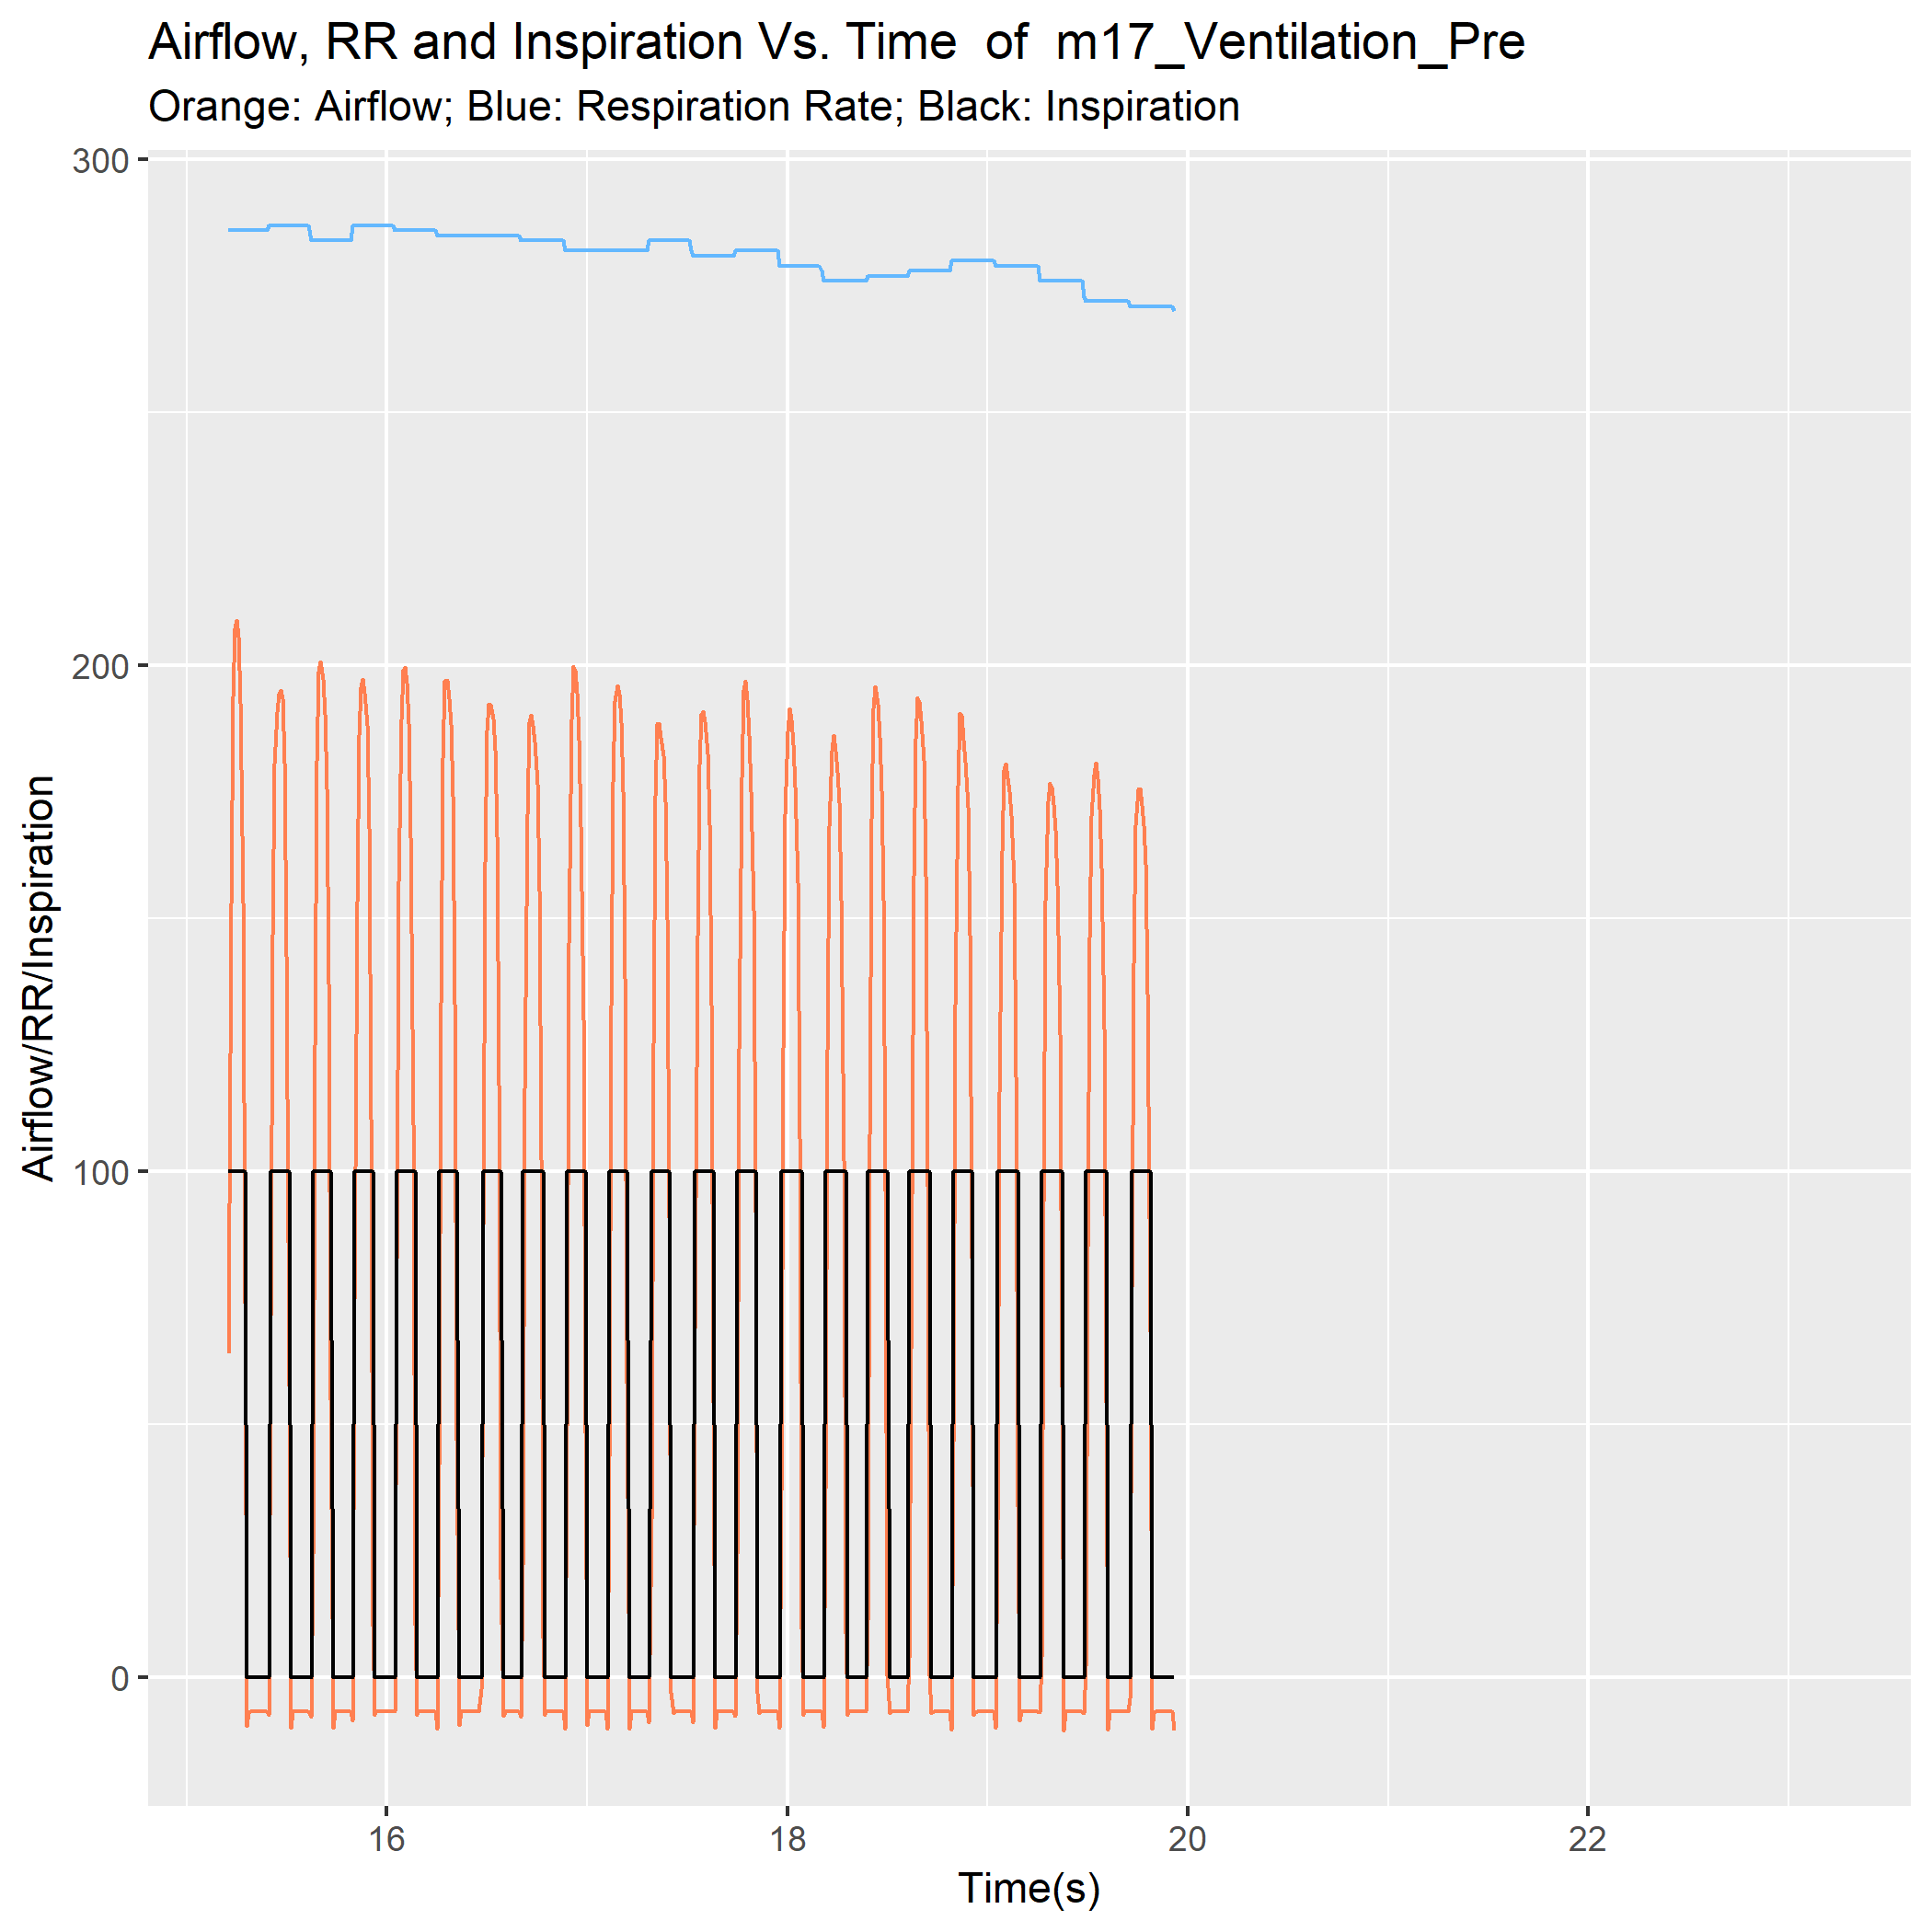 Airflow, RR and Inspiration Vs. Time  of  m17_Ventilation_Pre
Orange: Airflow; Blue: Respiration Rate; Black: Inspiration
300
200
100
0
Airflow/RR/Inspiration
16
18
20
22
Time(s)